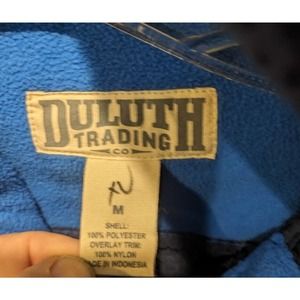 DULUTH
TRADING
CO
M
SHELL:
100% POLYESTER
OVERLAY TRIM:
100% NYLON
MADE IN INDONESIA